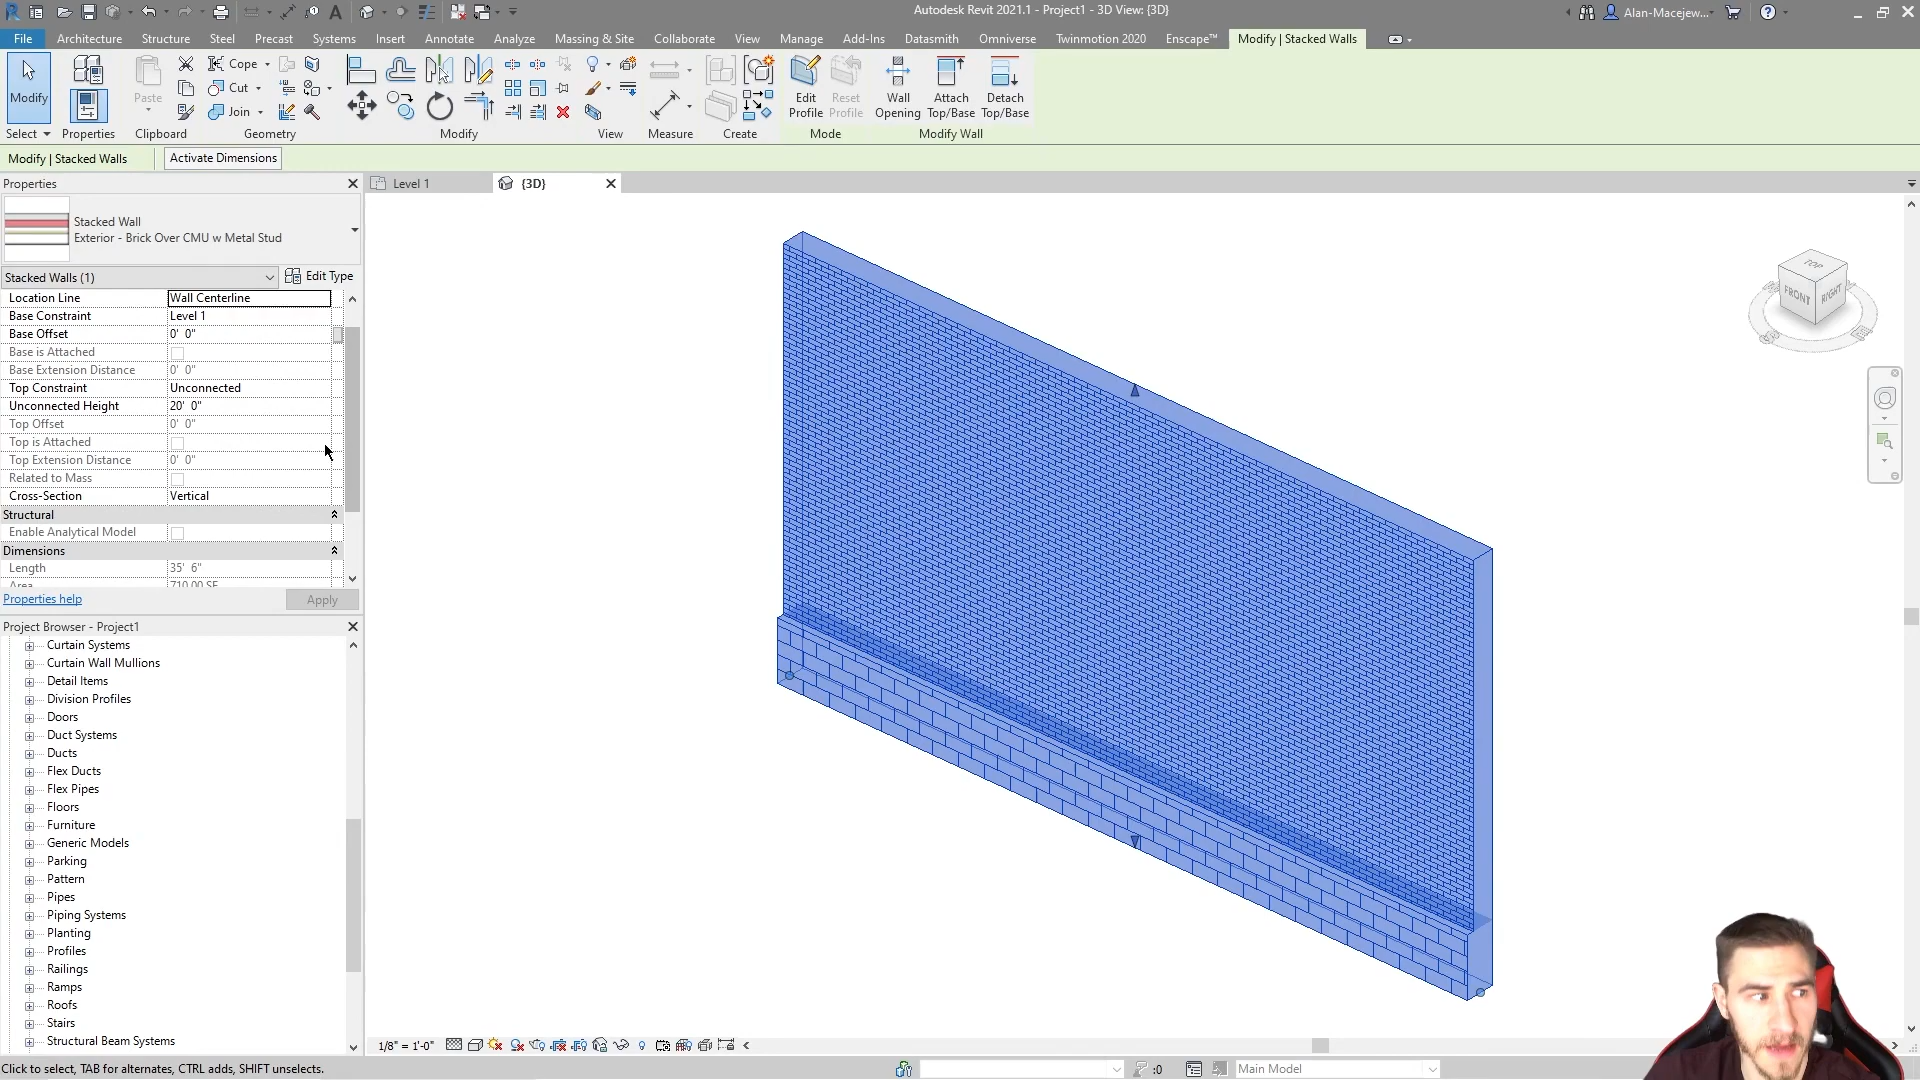 Autodesk Revit 2021.1 - Project1 - 3D View: {3D}
Alan-Macejew...
File Architecture Structure Steel Precast Systems Insert Annotate Analyze Massing & Site Collaborate View Manage Add-Ins Datasmith Omniverse Twinmotion 2020 Enscape™ Modify | Stacked Walls
Modify
Paste
Cope
Cut
Join
Edit Profile
Reset Profile
Wall Opening
Attach Top/Base
Detach Top/Base
Select Properties Clipboard Geometry Modify View Measure Create Mode Modify Wall
Modify | Stacked Walls Activate Dimensions
Properties
Level 1
{3D}
Stacked Wall
Exterior - Brick Over CMU w Metal Stud
Stacked Walls (1) Edit Type
Location Line Wall Centerline
Base Constraint Level 1
Base Offset 0' 0"
Base is Attached
Base Extension Distance 0' 0"
Top Constraint Unconnected
Unconnected Height 20' 0"
Top Offset 0' 0"
Top is Attached
Top Extension Distance 0' 0"
Related to Mass
Cross-Section Vertical
Structural
Enable Analytical Model
Dimensions
Length 35' 6"
Area 710.00 SF
Properties help Apply
TOP
FRONT
RIGHT
Project Browser - Project1
Curtain Systems
Curtain Wall Mullions
Detail Items
Division Profiles
Doors
Duct Systems
Ducts
Flex Ducts
Flex Pipes
Floors
Furniture
Generic Models
Parking
Pattern
Pipes
Piping Systems
Planting
Profiles
Railings
Ramps
Roofs
Stairs
Structural Beam Systems
1/8" = 1'-0"
Click to select, TAB for alternates, CTRL adds, SHIFT unselects.
:0
Main Model